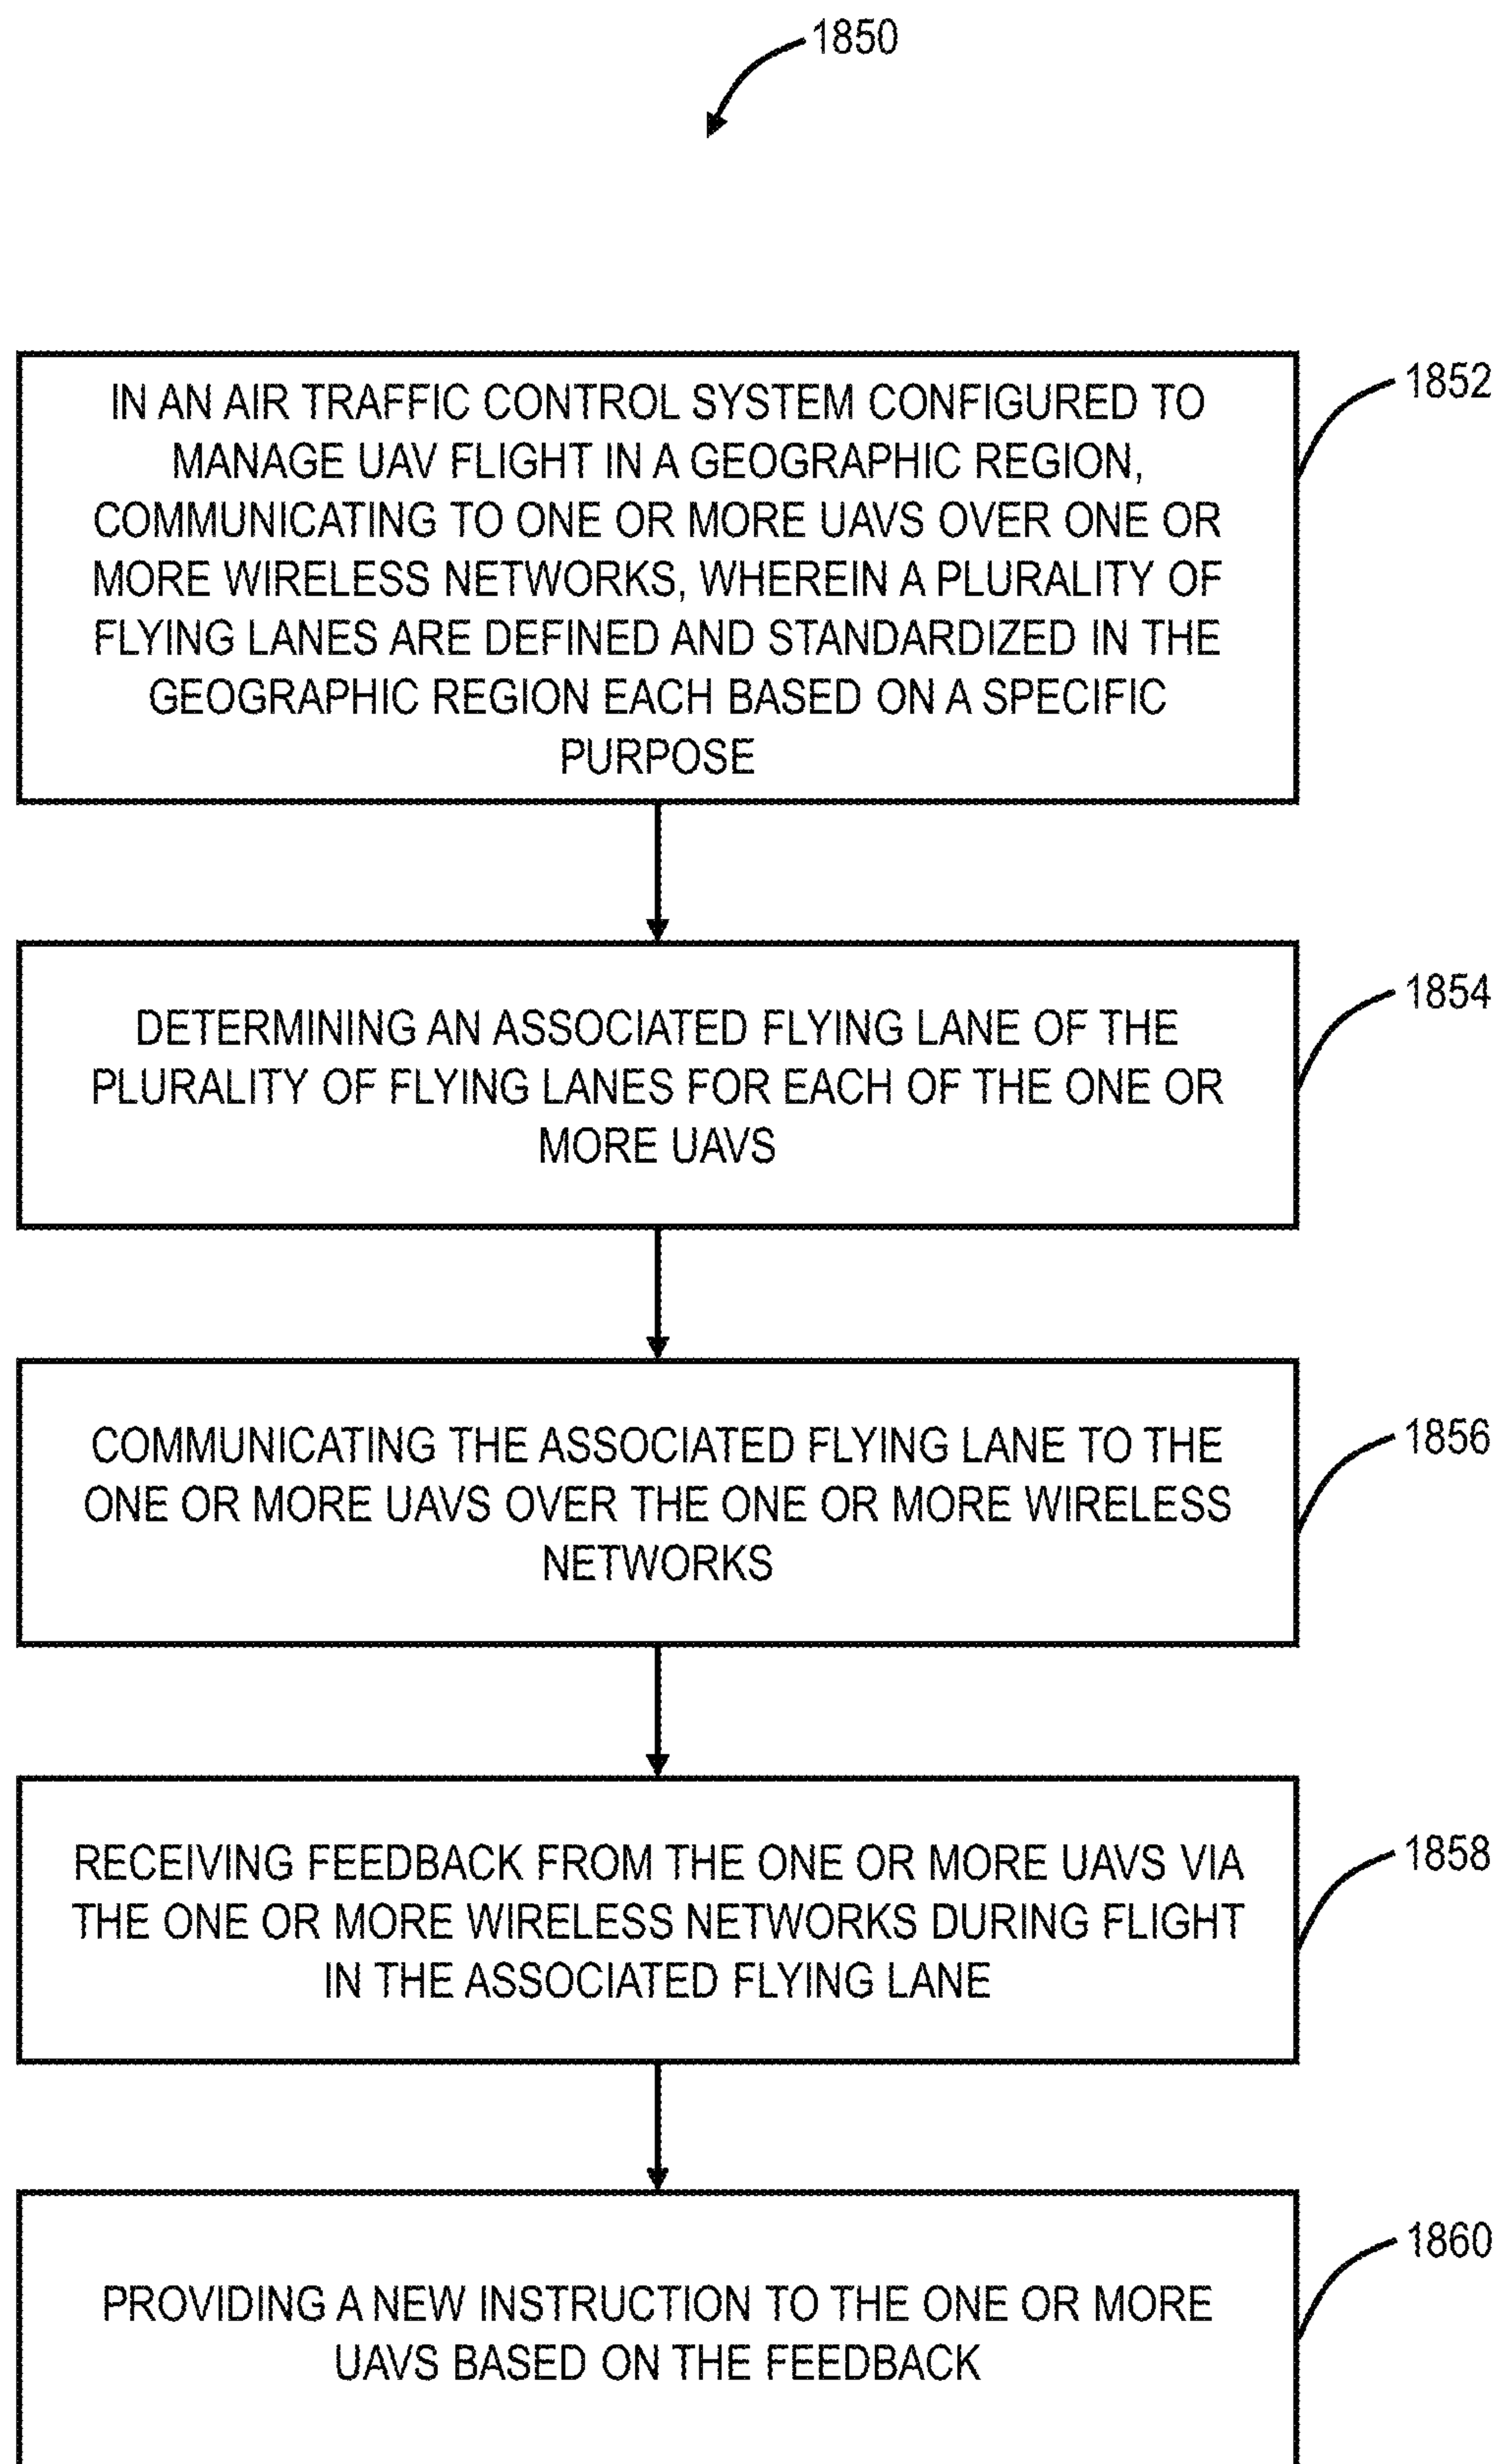 1850
IN AN AIR TRAFFIC CONTROL SYSTEM CONFIGURED TO
MANAGE UAV FLIGHT IN A GEOGRAPHIC REGION,
COMMUNICATING TO ONE OR MORE UAVS OVER ONE OR
MORE WIRELESS NETWORKS, WHEREIN A PLURALITY OF
FLYING LANES ARE DEFINED AND STANDARDIZED IN THE
GEOGRAPHIC REGION EACH BASED ON A SPECIFIC
PURPOSE
1852
DETERMINING AN ASSOCIATED FLYING LANE OF THE
PLURALITY OF FLYING LANES FOR EACH OF THE ONE OR
MORE UAVS
1854
COMMUNICATING THE ASSOCIATED FLYING LANE TO THE
ONE OR MORE UAVS OVER THE ONE OR MORE WIRELESS
NETWORKS
1856
RECEIVING FEEDBACK FROM THE ONE OR MORE UAVS VIA
THE ONE OR MORE WIRELESS NETWORKS DURING FLIGHT
IN THE ASSOCIATED FLYING LANE
1858
PROVIDING A NEW INSTRUCTION TO THE ONE OR MORE
UAVS BASED ON THE FEEDBACK
1860